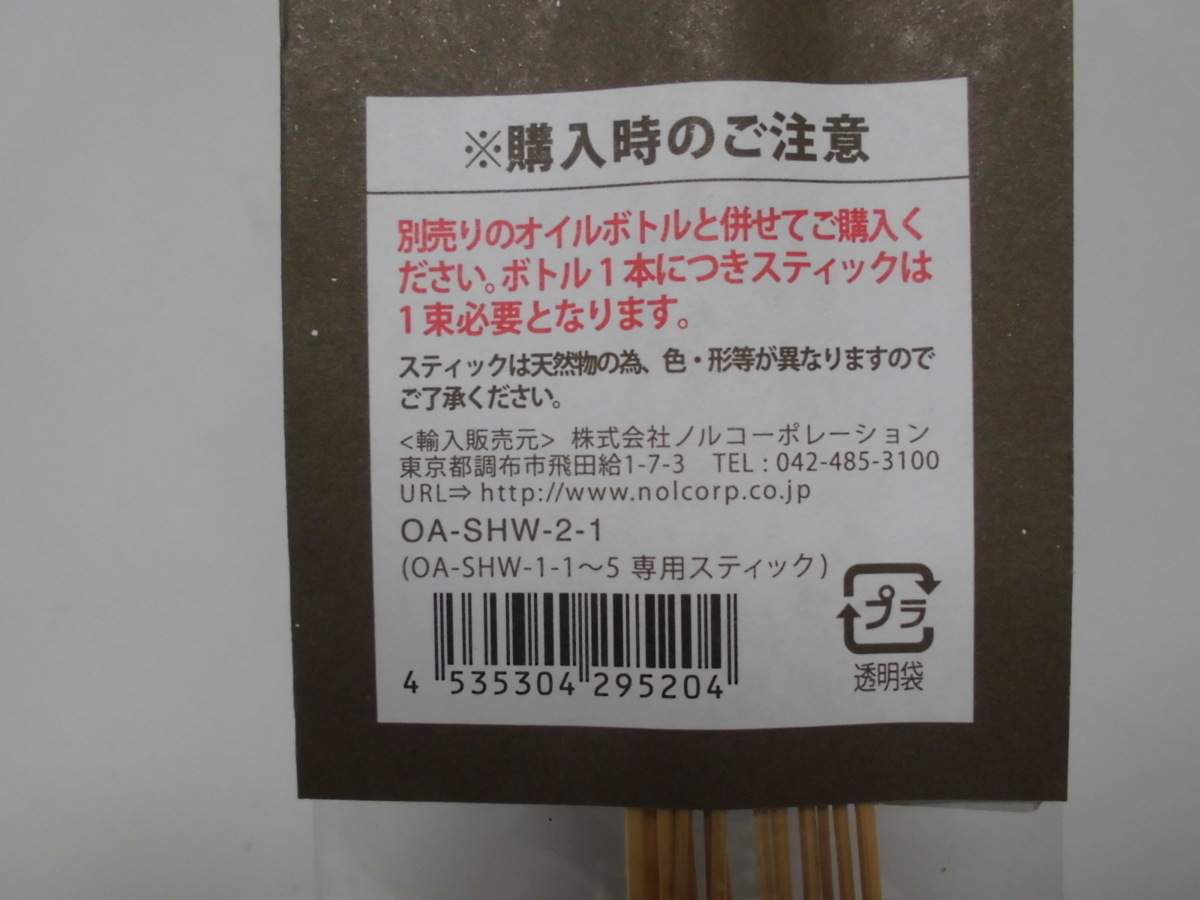 ※購入時のご注意
別売りのオイルボトルと併せてご購入く
ださい。ボトル1本につきスティックは
1束必要となります。
スティックは天然物の為、色・形等が異なりますので
ご了承ください。
<輸入販売元> 株式会社ノルコーポレーション
東京都調布市飛田給1-7-3 TEL : 042-485-3100
URL⇒ http://www.nolcorp.co.jp
OA-SHW-2-1
(OA-SHW-1-1～5 専用スティック)
プラ
透明袋
4 535304 295204